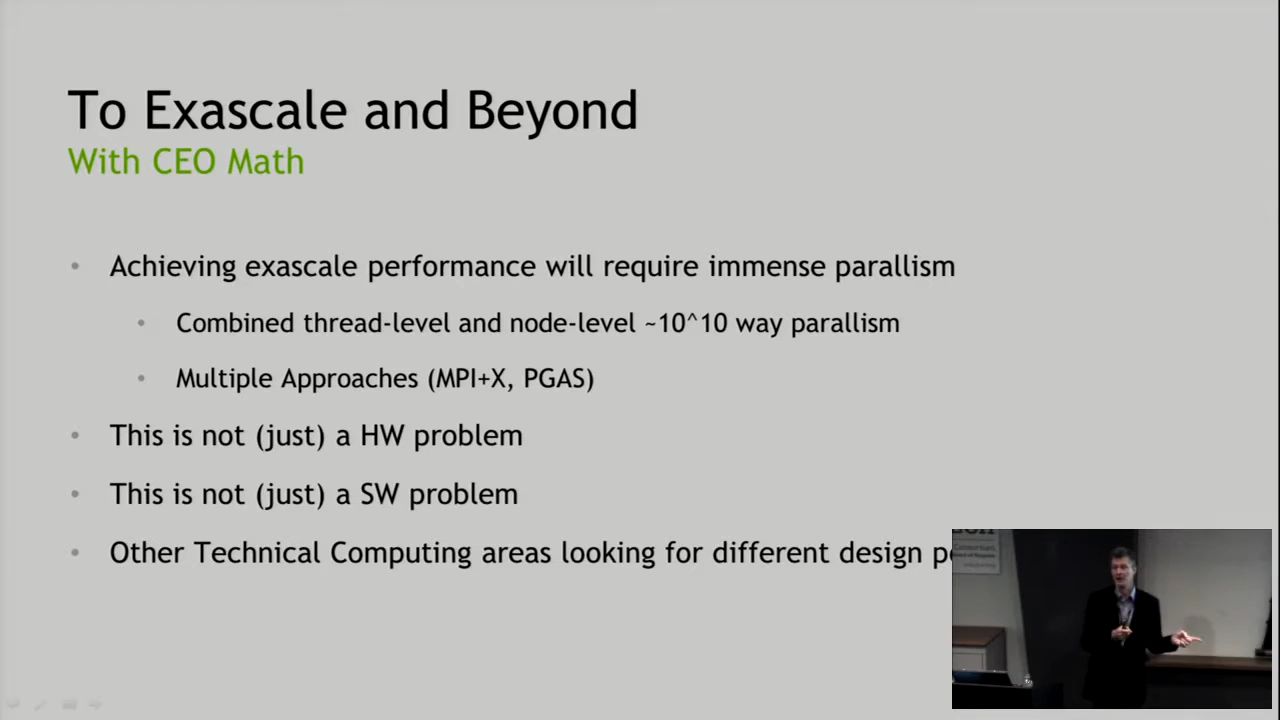 To Exascale and Beyond
With CEO Math
• Achieving exascale performance will require immense parallism
• Combined thread-level and node-level ~10^10 way parallism
• Multiple Approaches (MPI+X, PGAS)
• This is not (just) a HW problem
• This is not (just) a SW problem
• Other Technical Computing areas looking for different design
Consortium